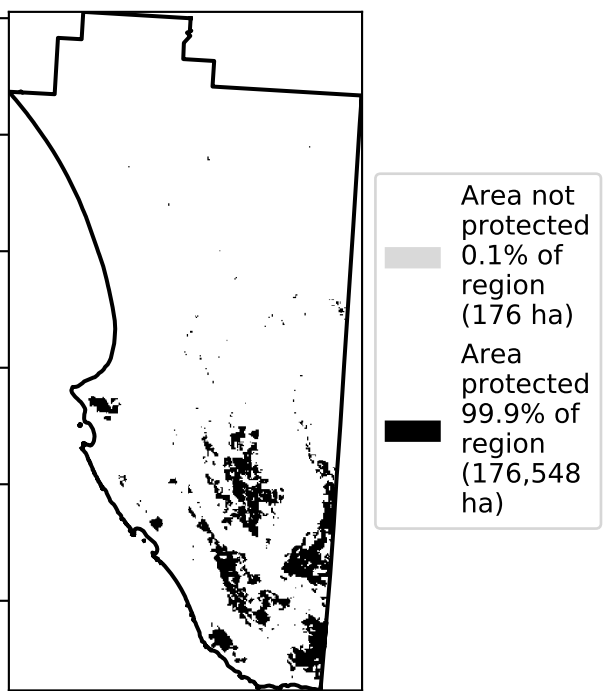 Area not
protected
0.1% of
region
(176 ha)
Area
protected
99.9% of
region
(176,548
ha)